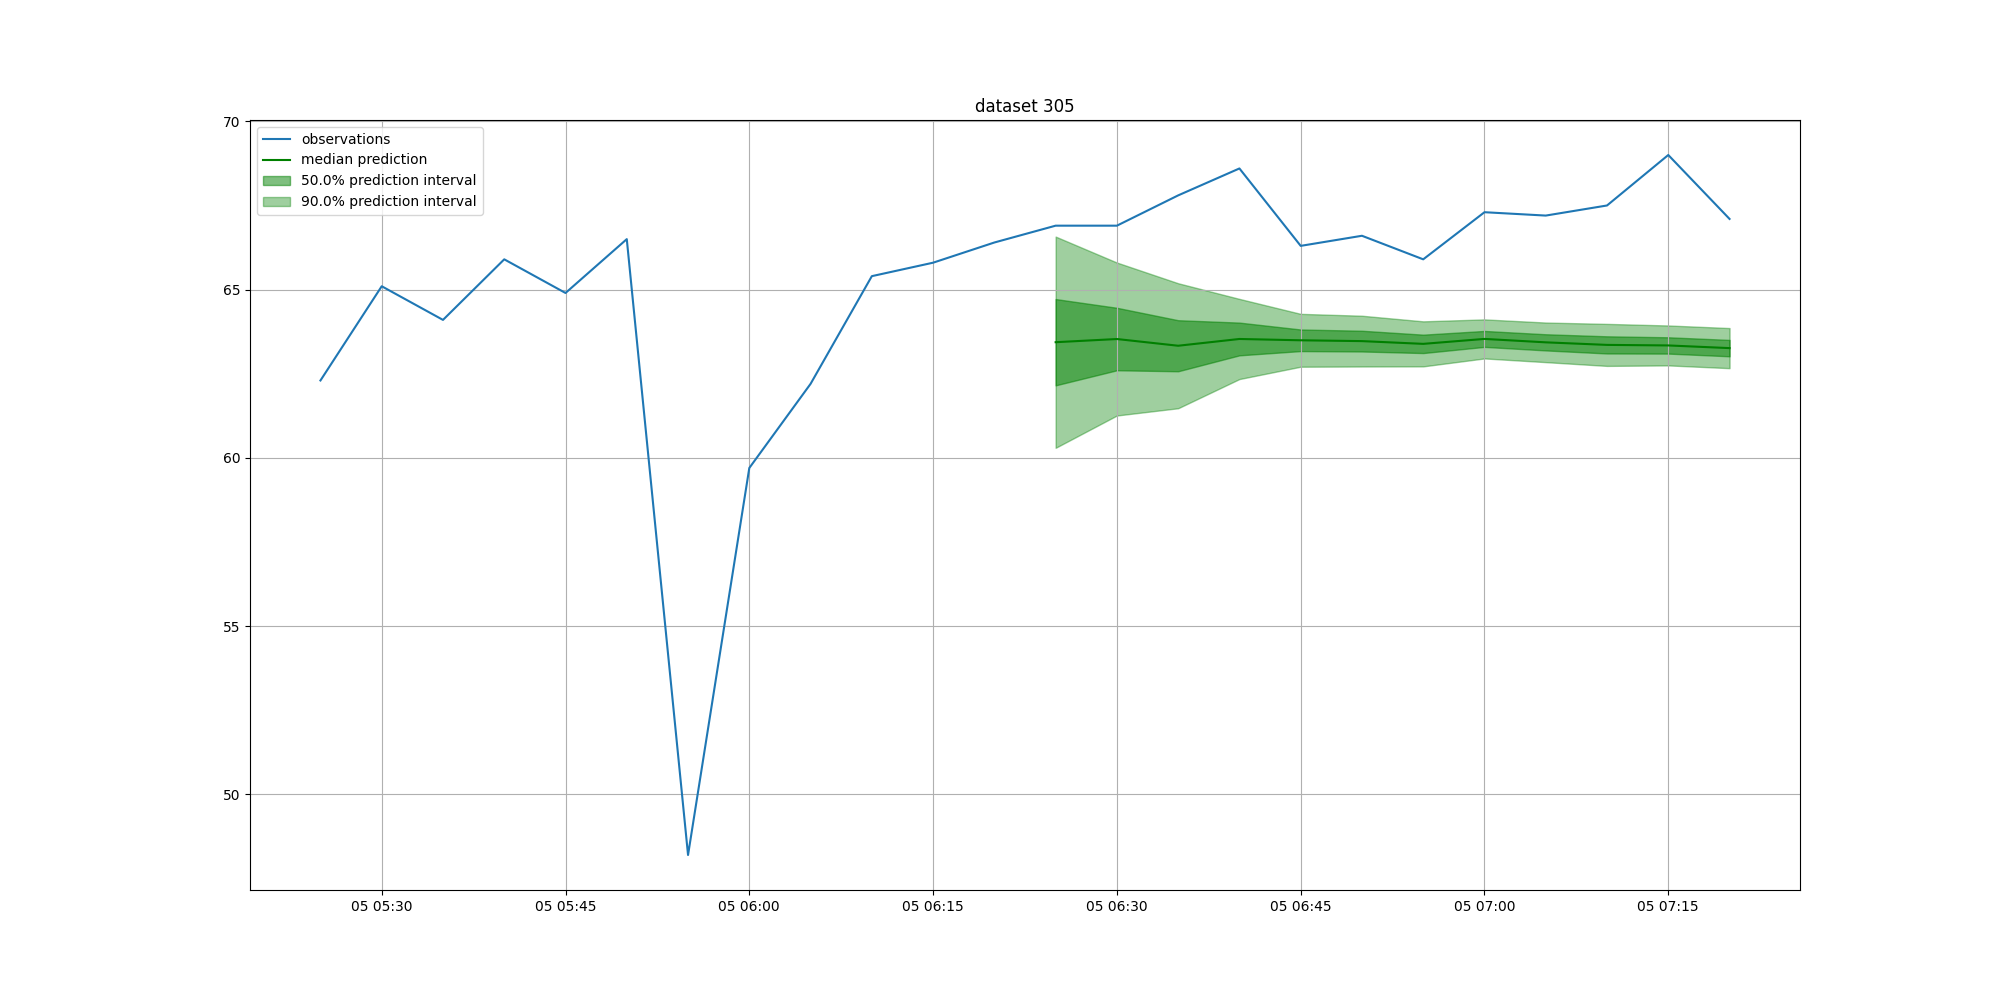 dataset 305
70
observations
median prediction
50.0% prediction interval
90.0% prediction interval
65
60
55
50
05 05:30 05 05:45 05 06:00 05 06:15 05 06:30 05 06:45 05 07:00 05 07:15